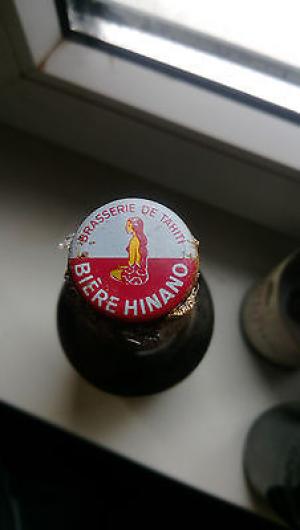 BRASSERIE DE TAHITI
BIÈRE HINANO